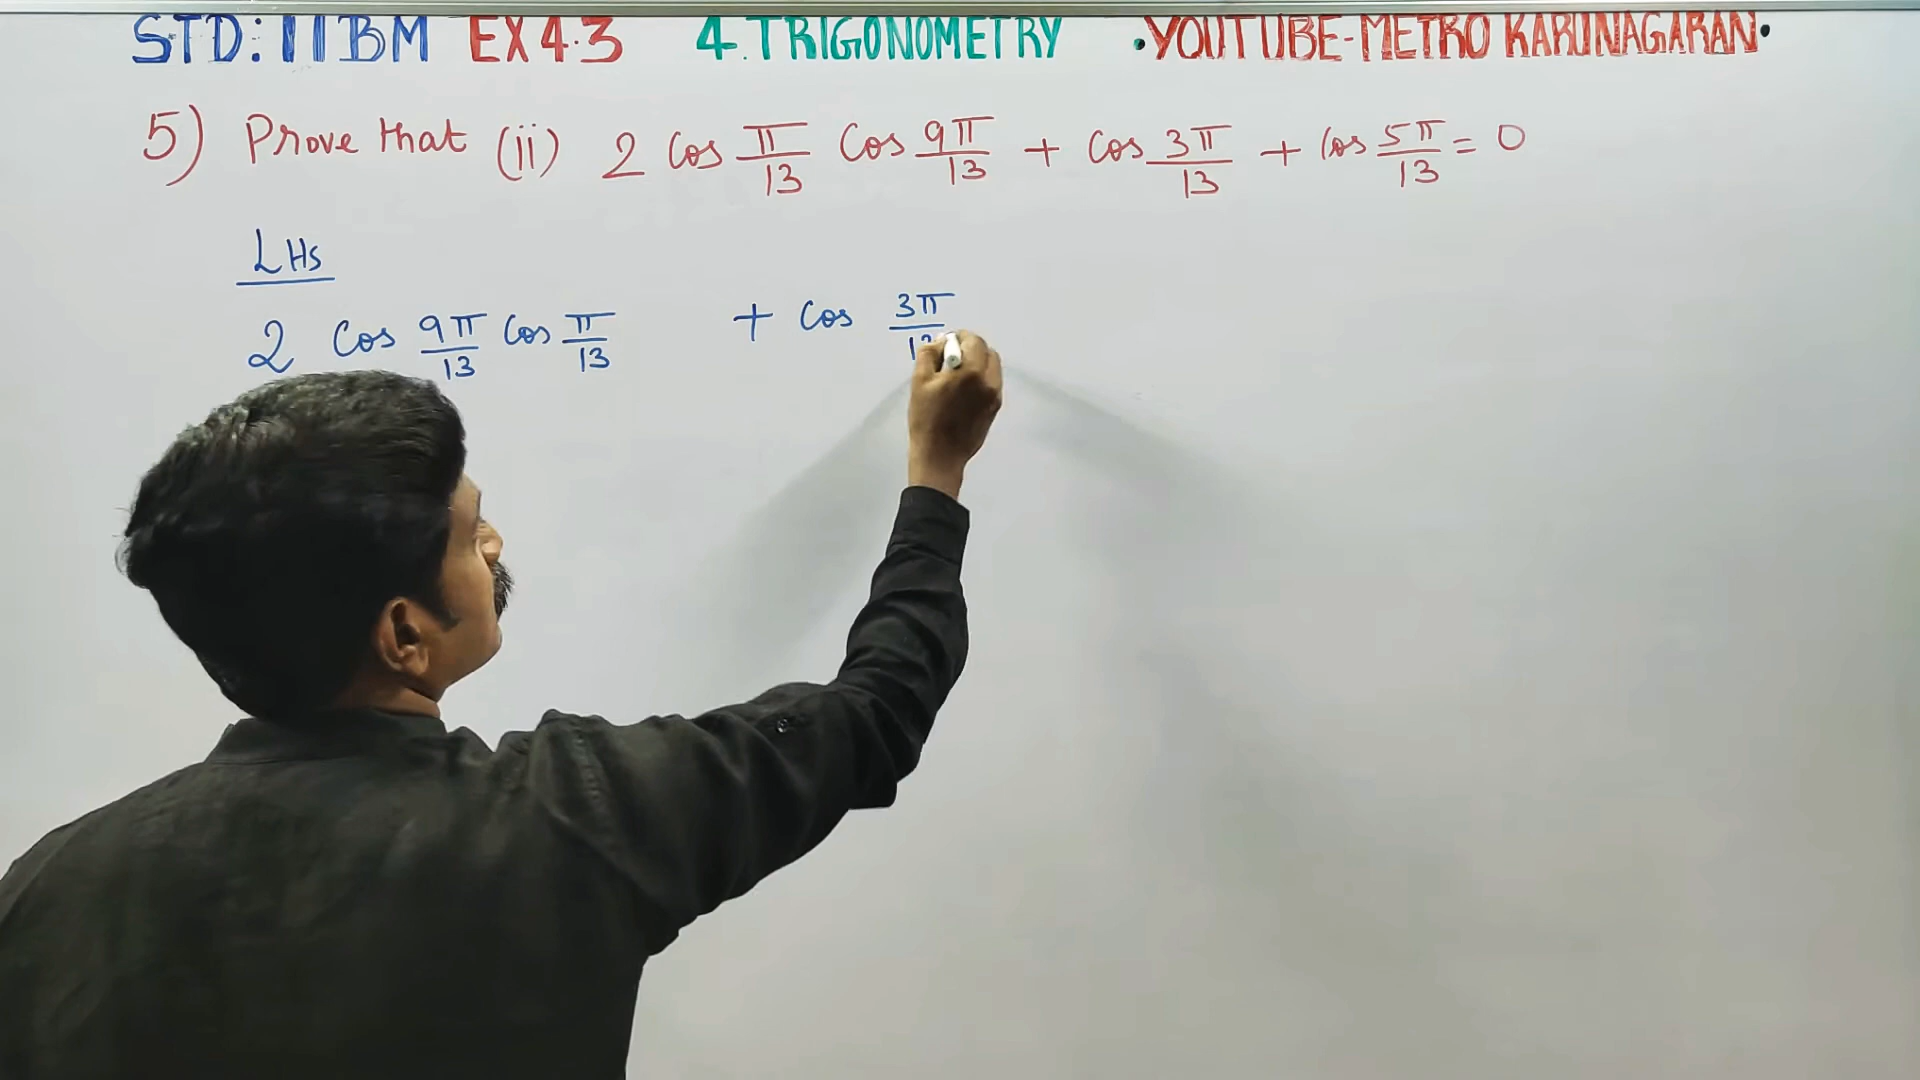 STD: 11 BM EX 4.3 4. TRIGONOMETRY •YOUTUBE-METRO KARUNAGARAN•
5) Prove that (ii) 2 Cos π/13 Cos 9π/13 + Cos 3π/13 + Cos 5π/13 = 0
LHS
2 Cos 9π/13 Cos π/13 + Cos 3π/13